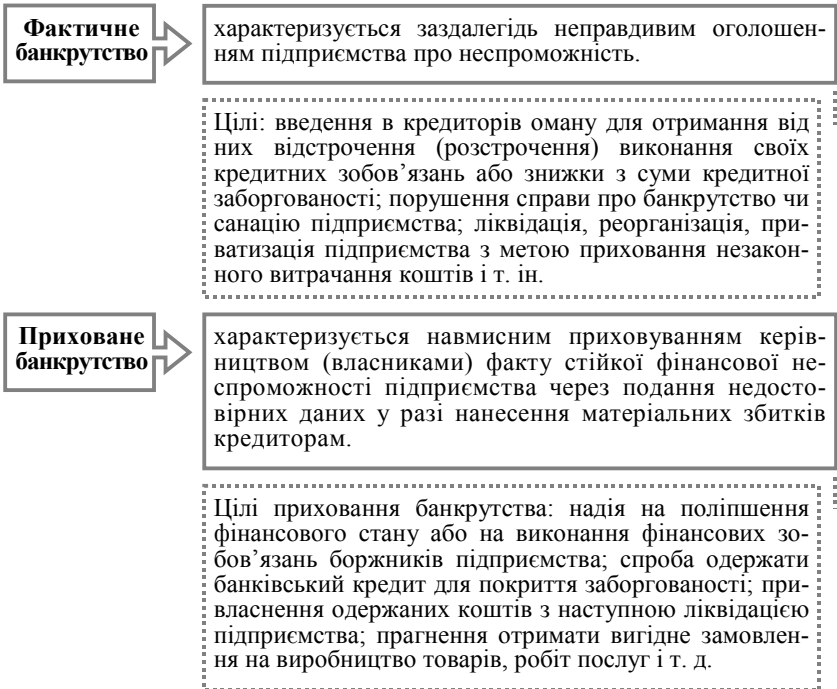 Фактичне
банкрутство
характеризується заздалегідь неправдивим оголошен-
ням підприємства про неспроможність.
Цілі: введення в кредиторів оману для отримання від
них відстрочення (розстрочення) виконання своїх
кредитних зобов’язань або знижки з суми кредитної
заборгованості; порушення справи про банкрутство чи
санацію підприємства; ліквідація, реорганізація, при-
ватизація підприємства з метою приховання незакон-
ного витрачання коштів і т. ін.
Приховане
банкрутство
характеризується навмисним приховуванням керів-
ництвом (власниками) факту стійкої фінансової не-
спроможності підприємства через подання недосто-
вірних даних у разі нанесення матеріальних збитків
кредиторам.
Цілі приховання банкрутства: надія на поліпшення
фінансового стану або на виконання фінансових зо-
бов’язань боржників підприємства; спроба одержати
банківський кредит для покриття заборгованості; при-
власнення одержаних коштів з наступною ліквідацією
підприємства; прагнення отримати вигідне замовлен-
ня на виробництво товарів, робіт послуг і т. д.